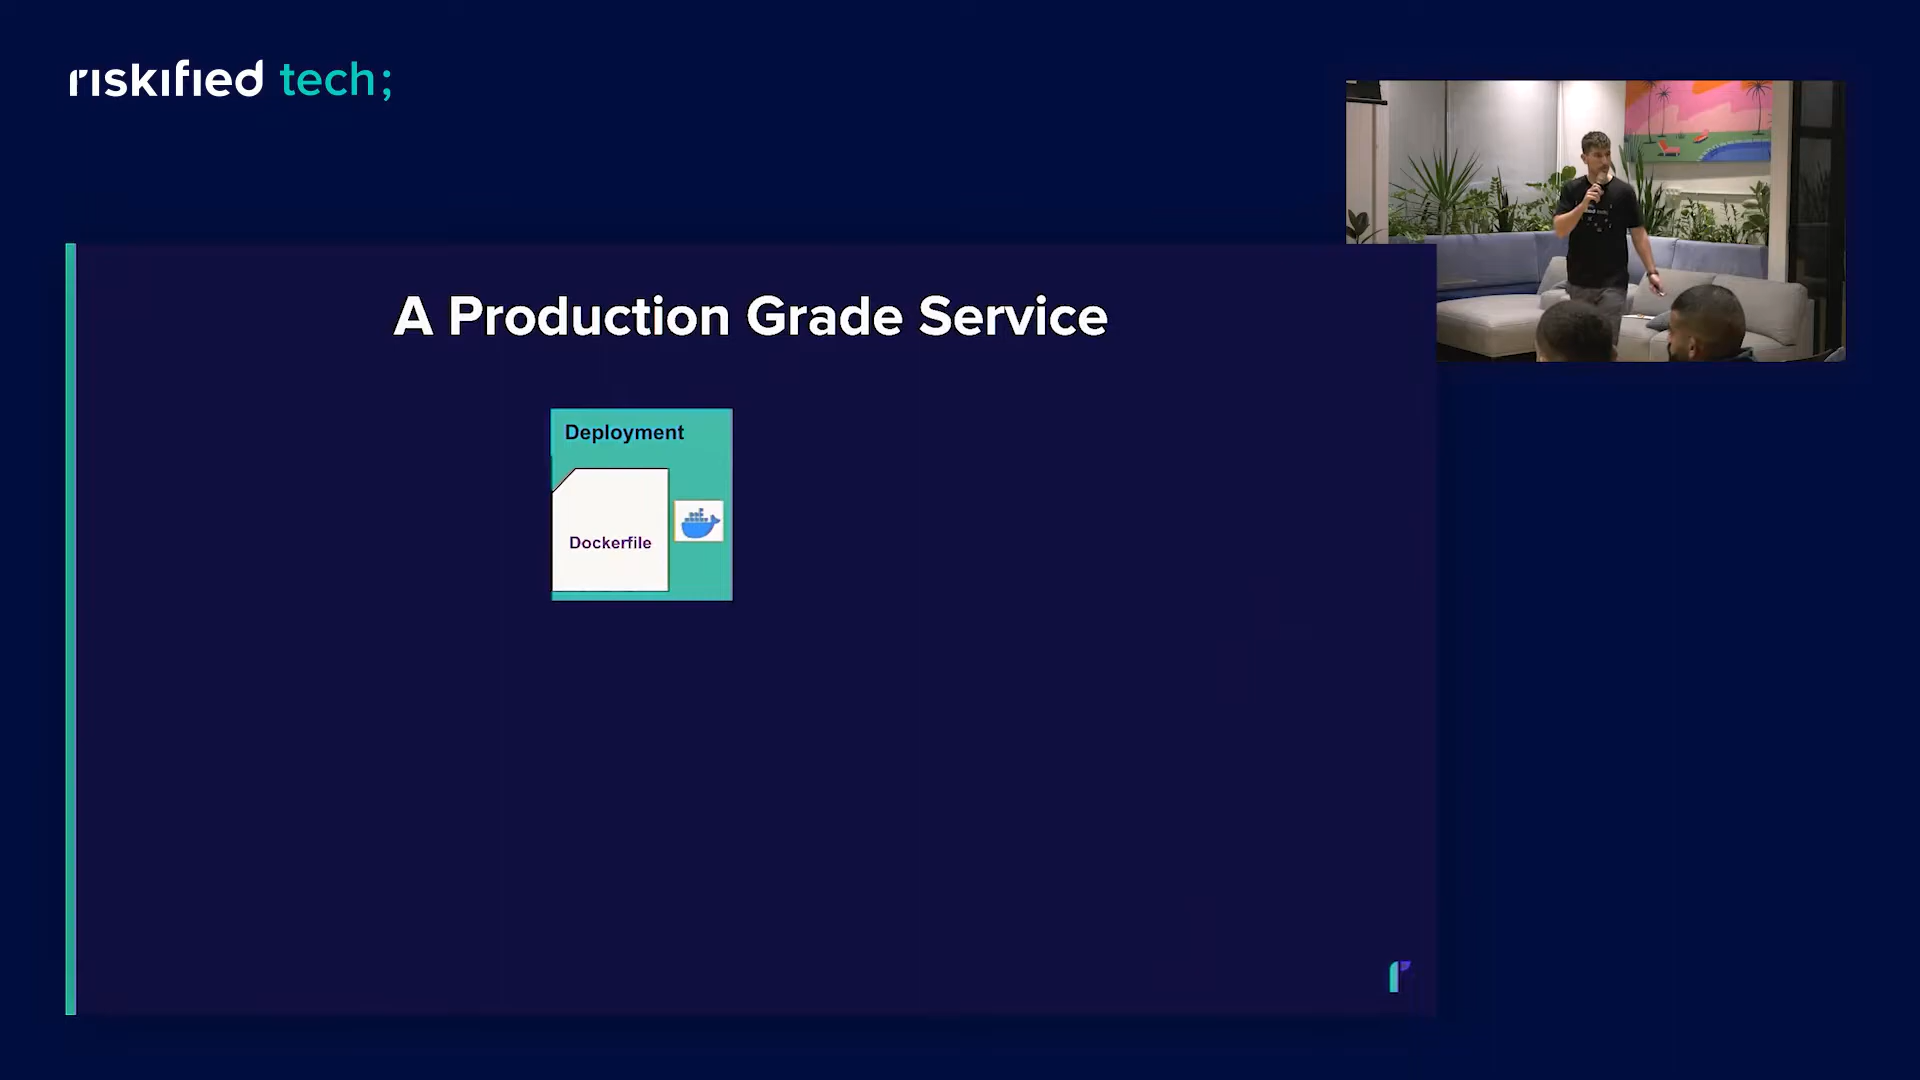 riskified tech;
A Production Grade Service
Deployment
Dockerfile